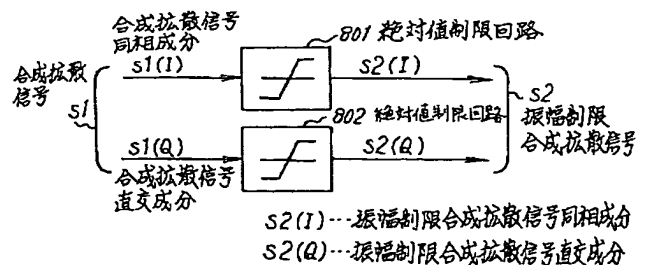 合成拡散信号
同相成分
801 絶対値制限回路
合成拡散
信号
s1
s1(I)
s2(I)
s2
振幅制限
合成拡散信号
802 絶対値制限回路
s1(Q)
s2(Q)
合成拡散信号
直交成分
s2(I)…振幅制限合成拡散信号同相成分
s2(Q)…振幅制限合成拡散信号直交成分